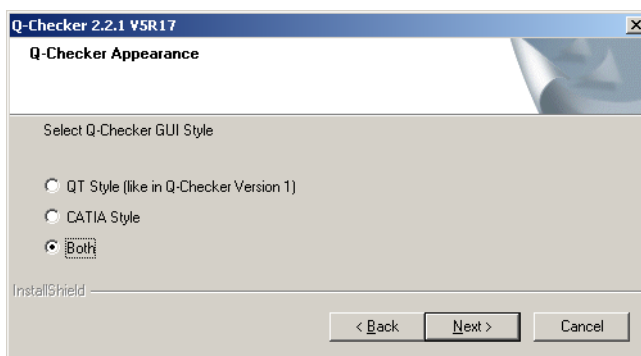 Q-Checker 2.2.1 V5R17
Q-Checker Appearance
Select Q-Checker GUI Style
QT Style (like in Q-Checker Version 1)
CATIA Style
Both
InstallShield
< Back
Next >
Cancel